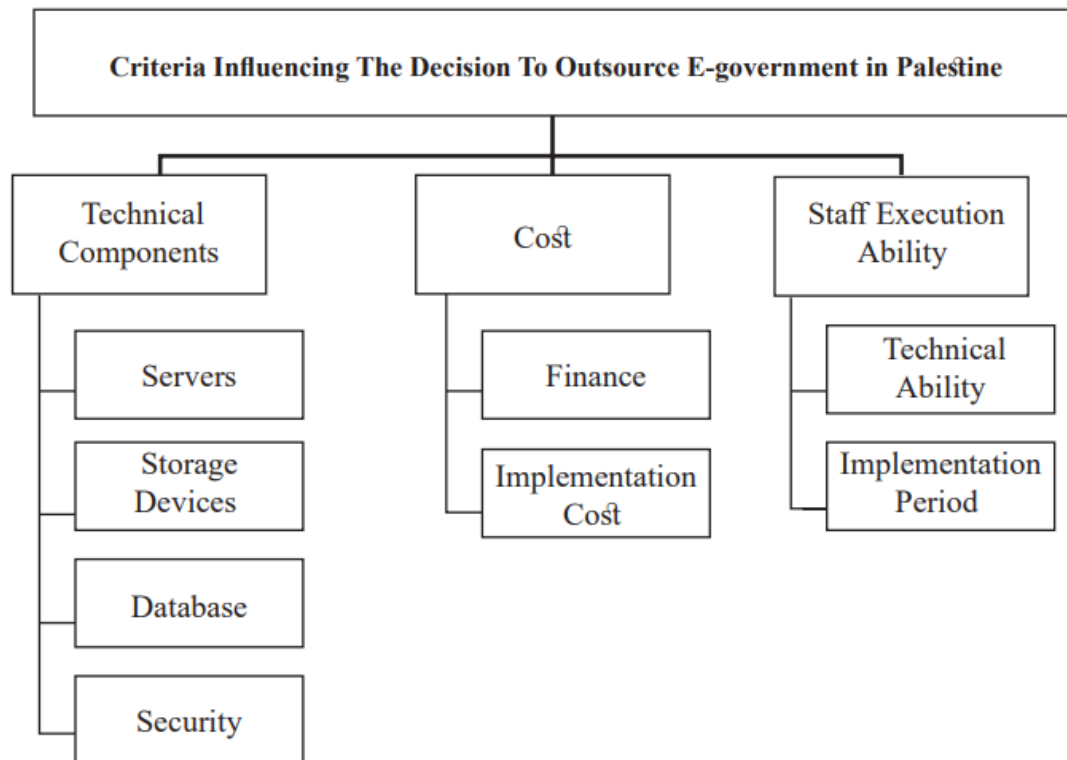 Criteria Influencing The Decision To Outsource E-government in Palestine
Technical
Components
Servers
Storage
Devices
Database
Security
Cost
Finance
Implementation
Cost
Staff Execution
Ability
Technical
Ability
Implementation
Period